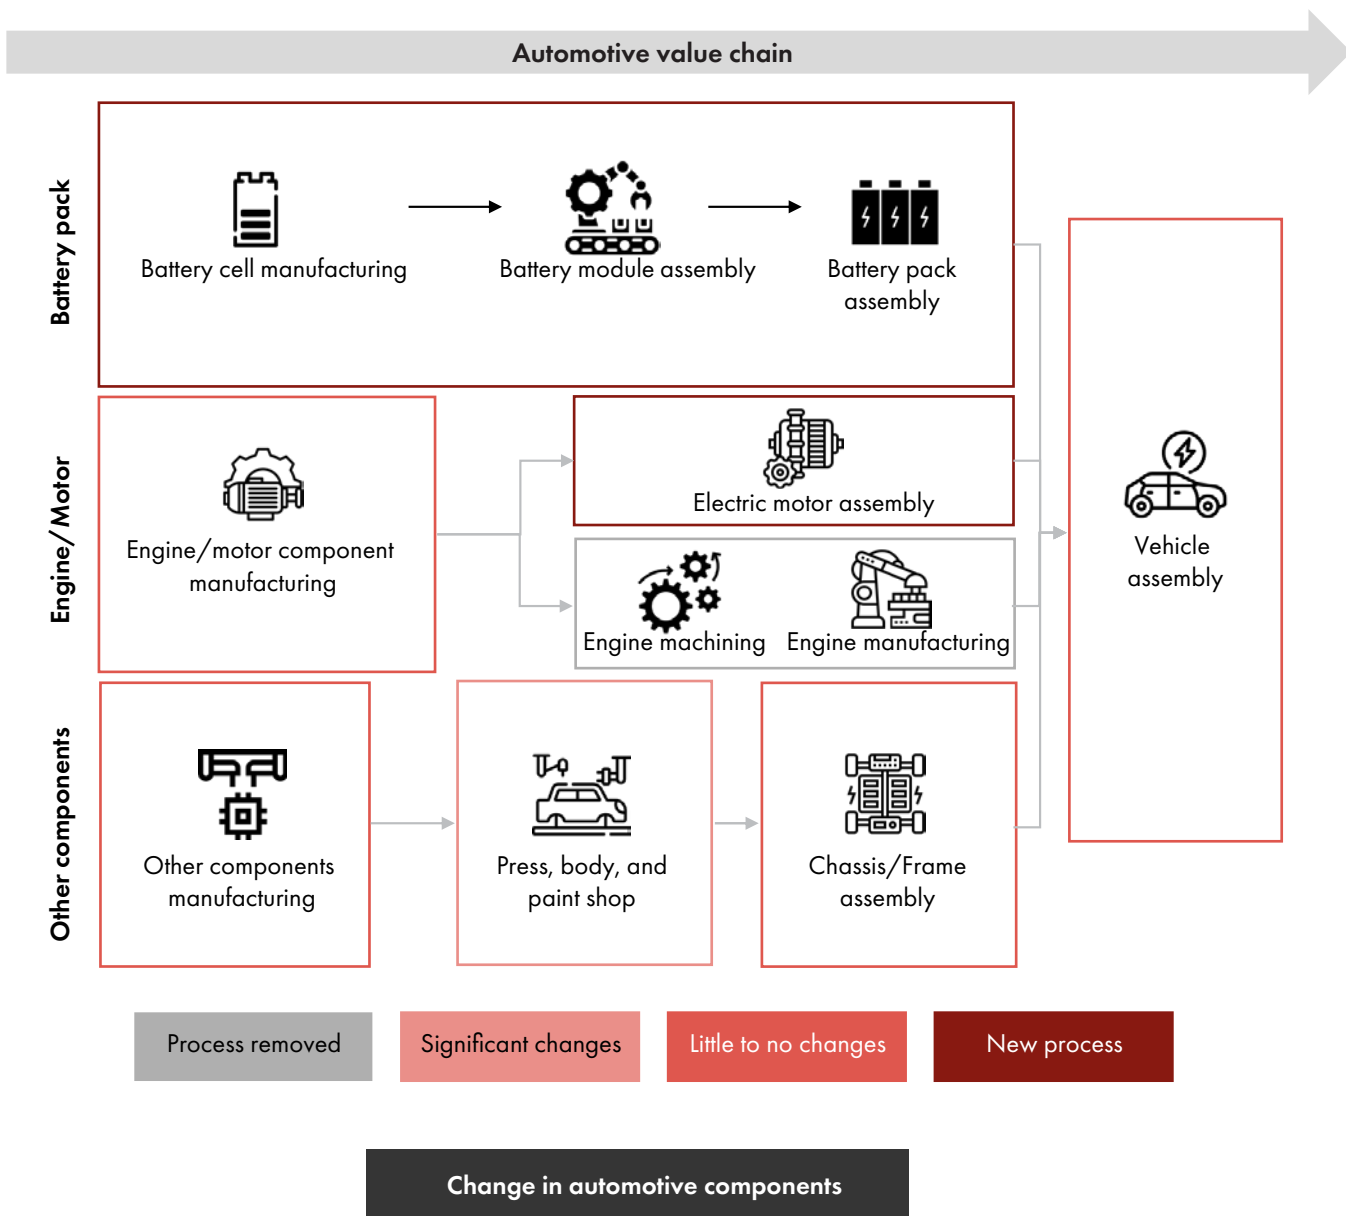 Automotive value chain
Battery pack
Battery cell manufacturing
Battery module assembly
Battery pack
assembly
Engine/Motor
Engine/motor component
manufacturing
Electric motor assembly
Engine machining
Engine manufacturing
Vehicle
assembly
Other components
Other components
manufacturing
Press, body, and
paint shop
Chassis/Frame
assembly
Process removed
Significant changes
Little to no changes
New process
Change in automotive components